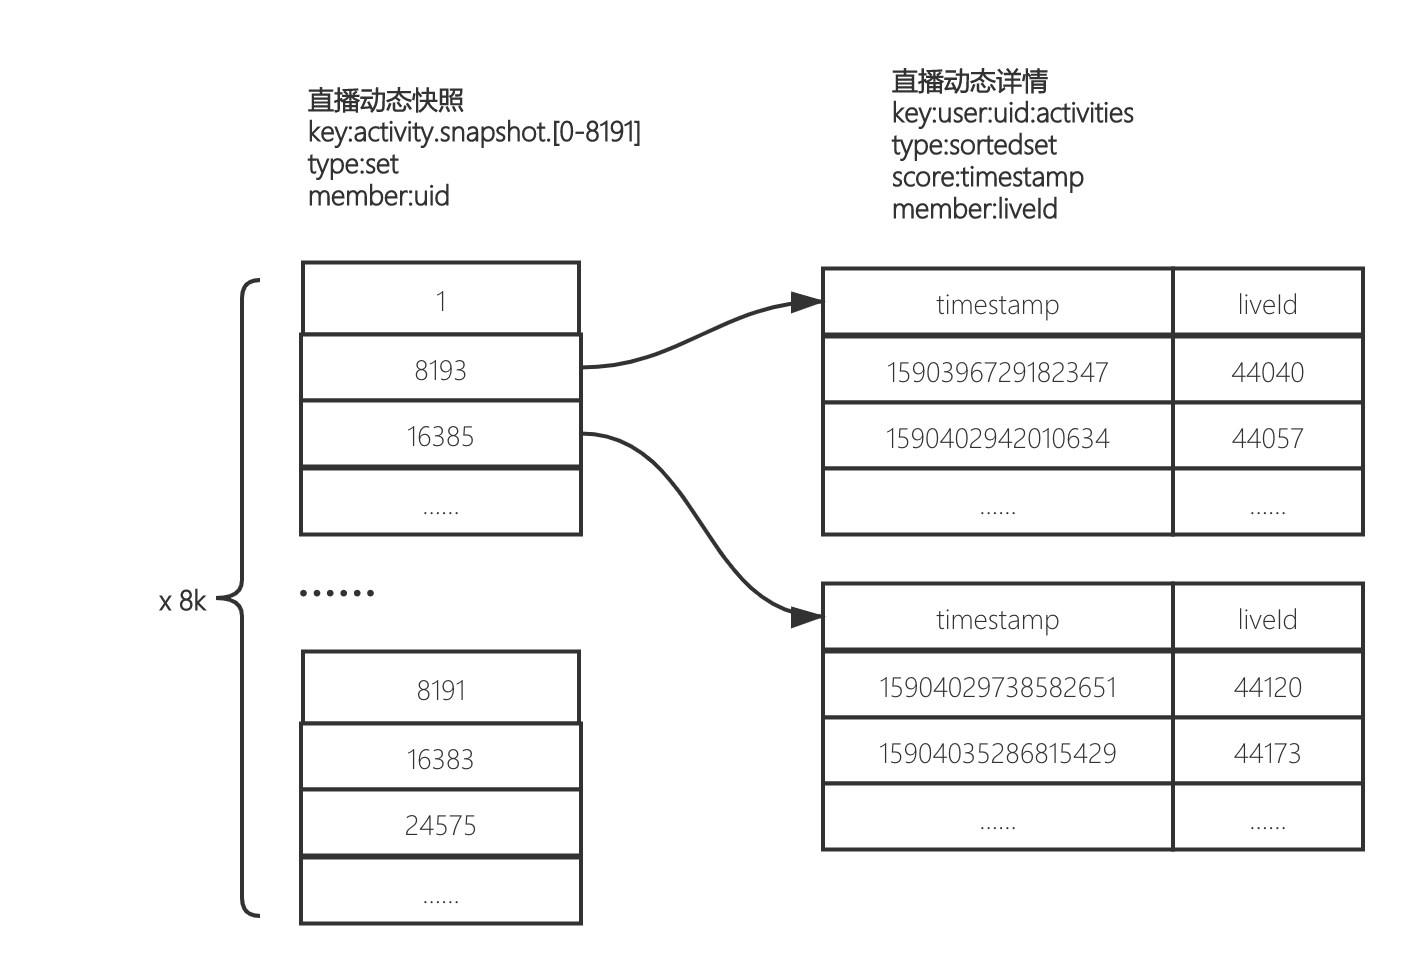 直播动态快照
key:activity.snapshot.[0-8191]
type:set
member:uid
直播动态详情
key:user:uid:activities
type:sortedset
score:timestamp
member:liveId
x 8k
1
8193
16385
......
......
8191
16383
24575
......
timestamp liveId
1590396729182347 44040
1590402942010634 44057
...... ......
timestamp liveId
15904029738582651 44120
15904035286815429 44173
...... ......